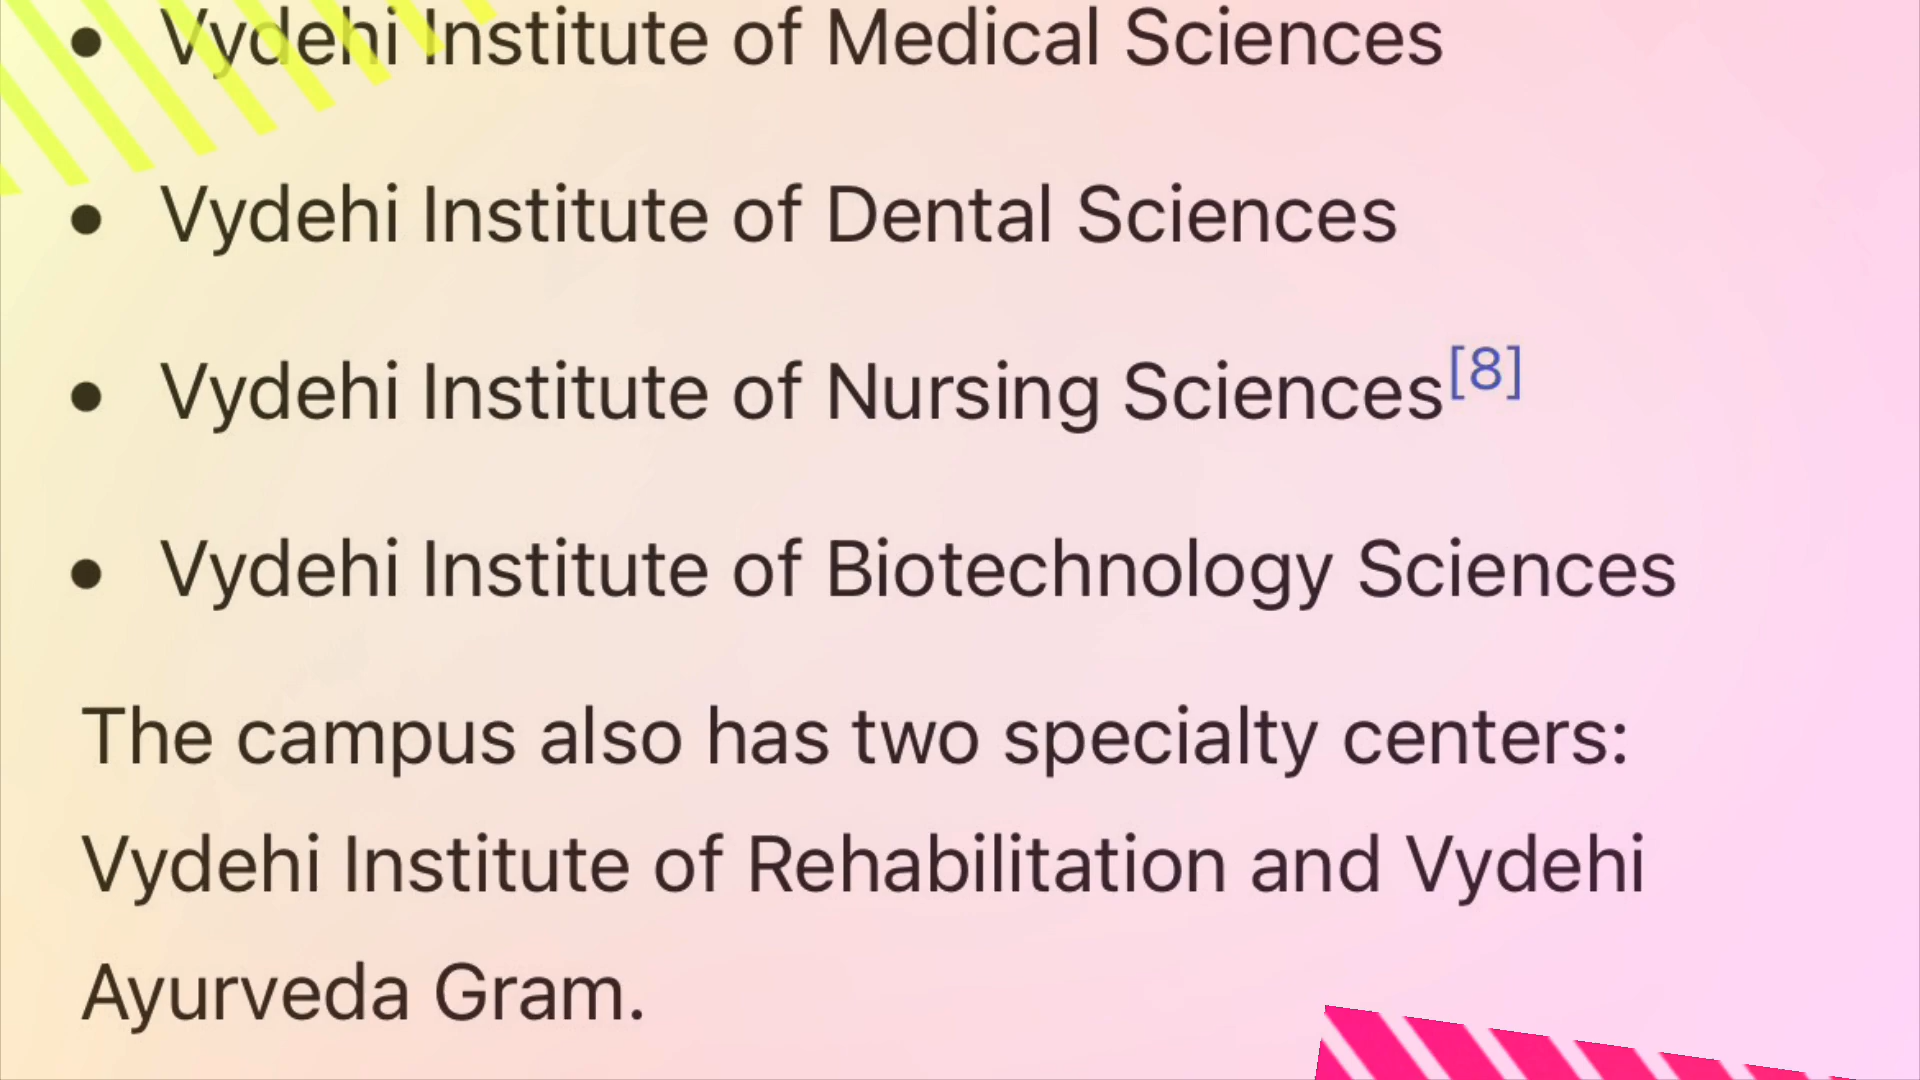 • Vydehi Institute of Medical Sciences
• Vydehi Institute of Dental Sciences
• Vydehi Institute of Nursing Sciences[8]
• Vydehi Institute of Biotechnology Sciences
The campus also has two specialty centers:
Vydehi Institute of Rehabilitation and Vydehi
Ayurveda Gram.